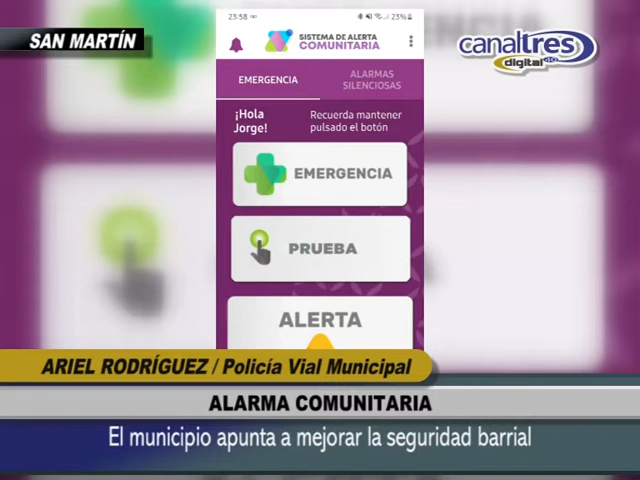 SAN MARTÍN
23:58
23%
SISTEMA DE ALERTA
COMUNITARIA
canaltres
digital HD
EMERGENCIA
ALARMAS
SILENCIOSAS
¡Hola
Jorge!
Recuerda mantener
pulsado el botón
EMERGENCIA
PRUEBA
ALERTA
ARIEL RODRÍGUEZ / Policía Vial Municipal
ALARMA COMUNITARIA
El municipio apunta a mejorar la seguridad barrial